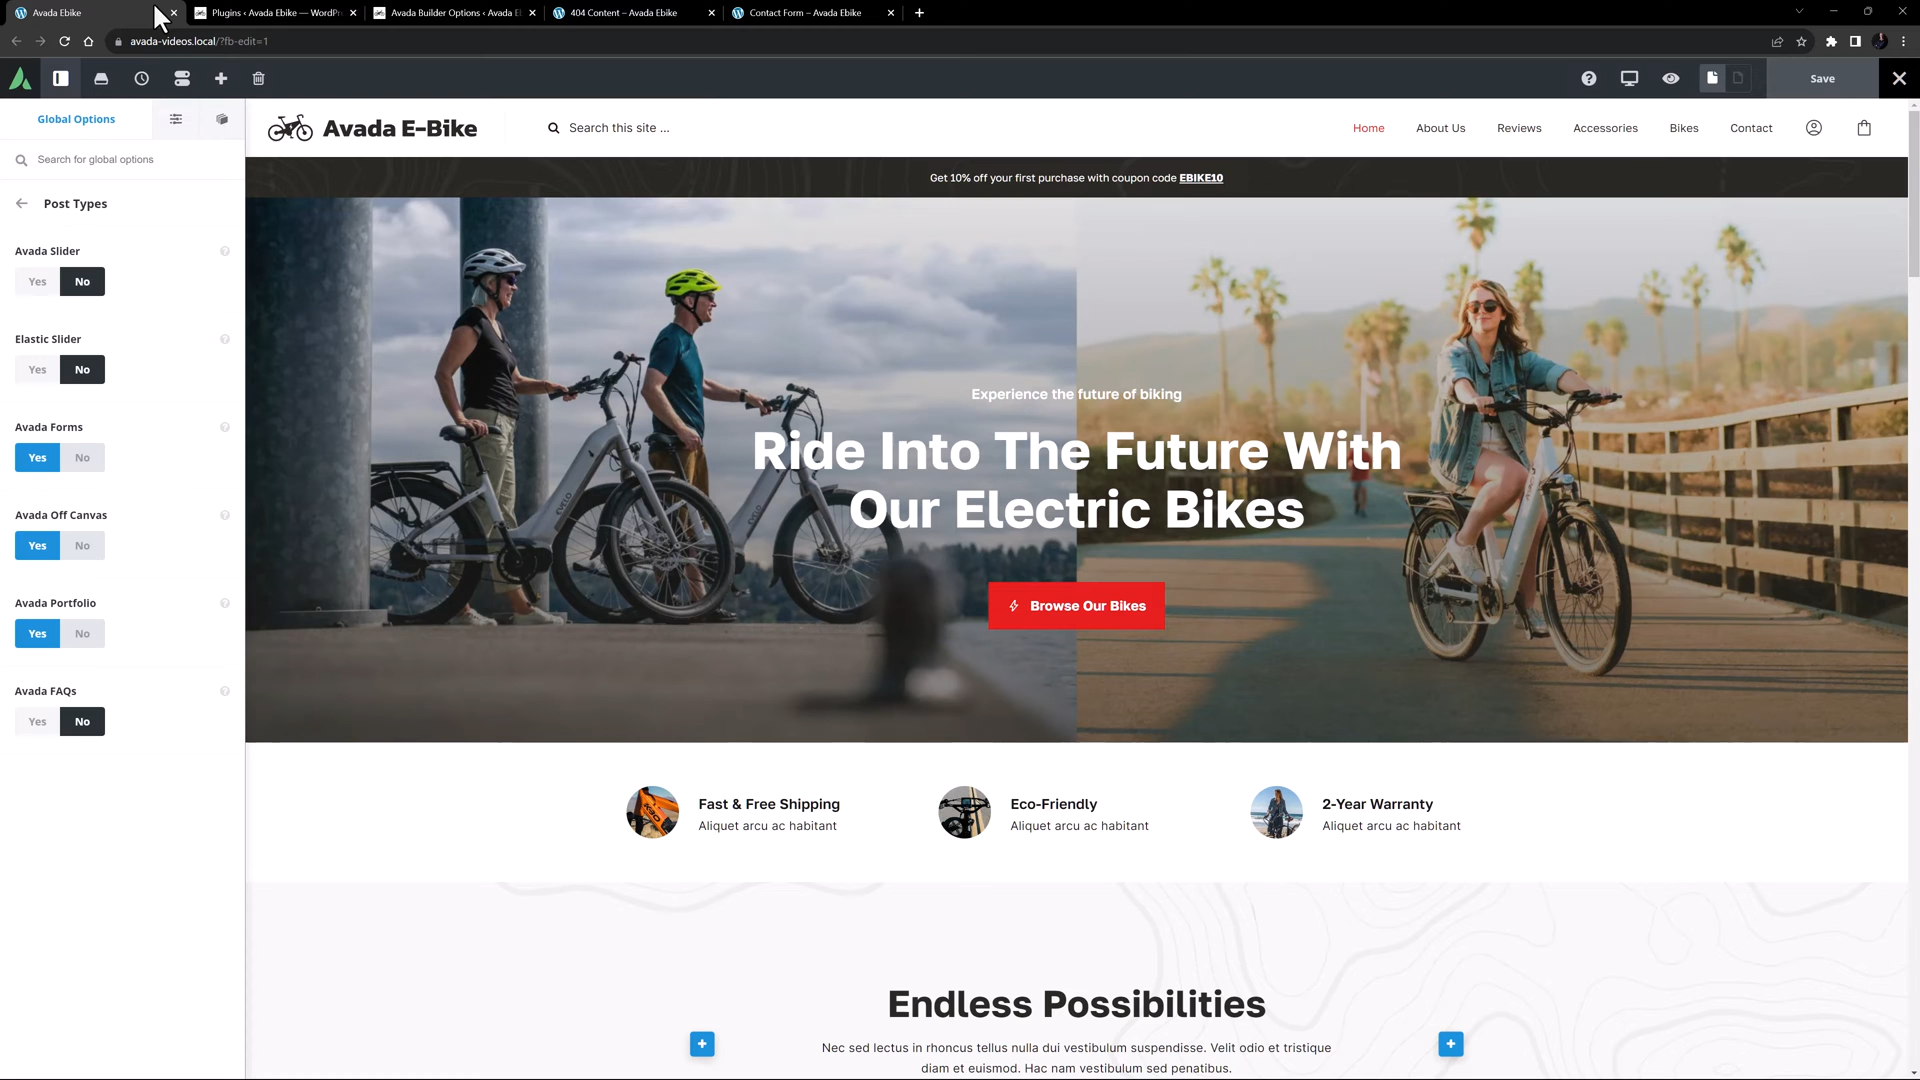 Avada Ebike
Plugins ‹ Avada Ebike — WordPr
Avada Builder Options ‹ Avada E
404 Content – Avada Ebike
Contact Form – Avada Ebike
avada-videos.local/?fb-edit=1
Save
Global Options
Search for global options
Post Types
Avada Slider
Yes No
Elastic Slider
Yes No
Avada Forms
Yes No
Avada Off Canvas
Yes No
Avada Portfolio
Yes No
Avada FAQs
Yes No
Avada E-Bike
Search this site ...
Home About Us Reviews Accessories Bikes Contact
Get 10% off your first purchase with coupon code EBIKE10
Experience the future of biking
Ride Into The Future With
Our Electric Bikes
Browse Our Bikes
Fast & Free Shipping
Aliquet arcu ac habitant
Eco-Friendly
Aliquet arcu ac habitant
2-Year Warranty
Aliquet arcu ac habitant
Endless Possibilities
Nec sed lectus in rhoncus tellus nulla dui vestibulum suspendisse. Velit odio et tristique
diam et euismod. Hac nam vestibulum sed penatibus.